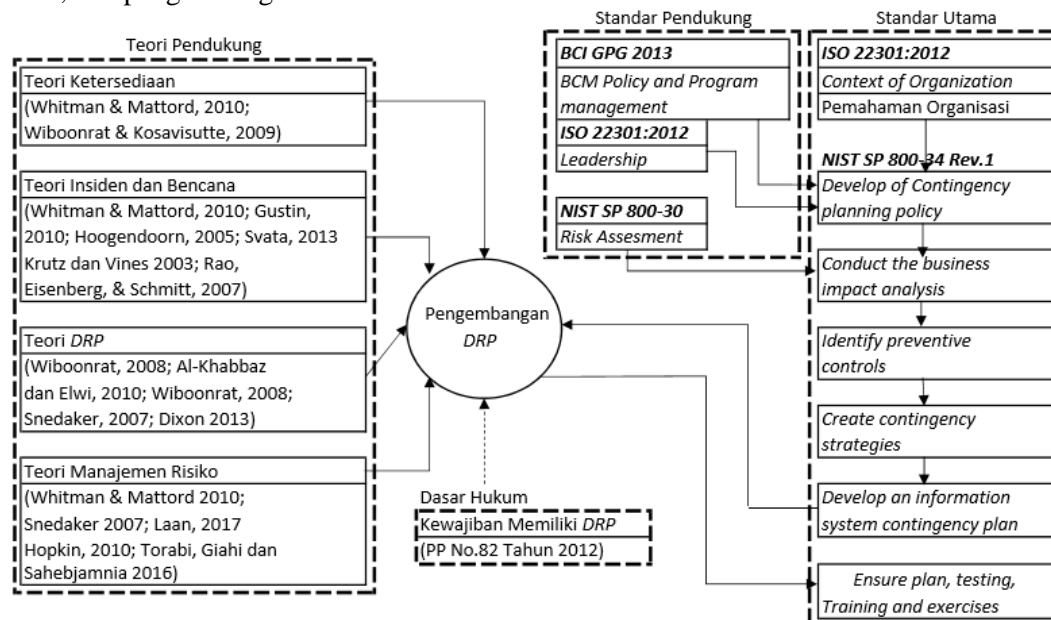 Teori Pendukung
Teori Ketersediaan
(Whitman & Mattord, 2010;
Wiboonrat & Kosavisutte, 2009)
Teori Insiden dan Bencana
(Whitman & Mattord, 2010; Gustin,
2010; Hoogendoorn, 2005; Svata, 2013
Krutz dan Vines 2003; Rao,
Eisenberg, & Schmitt, 2007)
Teori DRP
(Wiboonrat, 2008; Al-Khabbaz
dan Elwi, 2010; Wiboonrat, 2008;
Snedaker, 2007; Dixon 2013)
Teori Manajemen Risiko
(Whitman & Mattord 2010;
Snedaker 2007; Laan, 2017
Hopkin, 2010; Torabi, Giahi dan
Sahebjamnia 2016)
Pengembangan
DRP
Dasar Hukum
Kewajiban Memiliki DRP
(PP No.82 Tahun 2012)
Standar Pendukung
BCI GPG 2013
BCM Policy and Program
management
ISO 22301:2012
Leadership
NIST SP 800-30
Risk Assesment
Standar Utama
ISO 22301:2012
Context of Organization
Pemahaman Organisasi
NIST SP 800-34 Rev.1
Develop of Contingency
planning policy
Conduct the business
impact analysis
Identify preventive
controls
Create contingency
strategies
Develop an information
system contingency plan
Ensure plan, testing,
Training and exercises